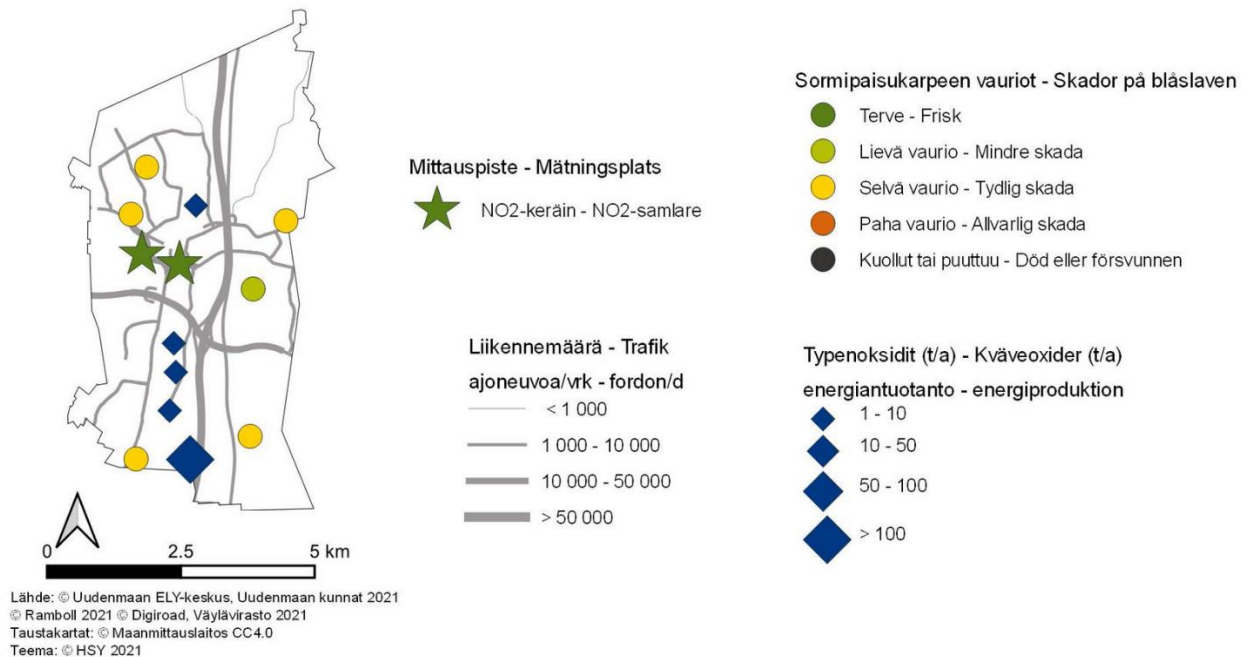 Sormipaisukarpeen vauriot - Skador på blåslaven
Terve - Frisk
Lievä vaurio - Mindre skada
Selvä vaurio - Tydlig skada
Paha vaurio - Allvarlig skada
Kuollut tai puuttuu - Död eller försvunnen
Mittauspiste - Mätningsplats
NO2-keräin - NO2-samlare
Liikennemäärä - Trafik
ajoneuvoa/vrk - fordon/d
< 1 000
1 000 - 10 000
10 000 - 50 000
> 50 000
Typenoksidit (t/a) - Kväveoxider (t/a)
energiantuotanto - energiproduktion
1 - 10
10 - 50
50 - 100
> 100
0 2.5 5 km
Lähde: © Uudenmaan ELY-keskus, Uudenmaan kunnat 2021
© Ramboll 2021 © Digiroad, Väylävirasto 2021
Taustakartat: © Maanmittauslaitos CC4.0
Teema: © HSY 2021